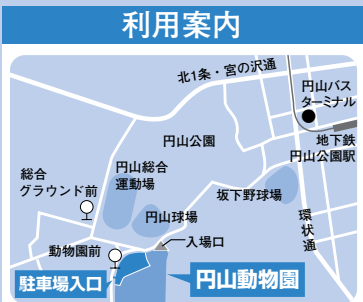 利用案内
北1条・宮の沢通
円山バス
ターミナル
円山公園
地下鉄
円山公園駅
総合
グラウンド前
円山総合
運動場
坂下野球場
円山球場
環状通
動物園前
入場口
駐車場入口
円山動物園